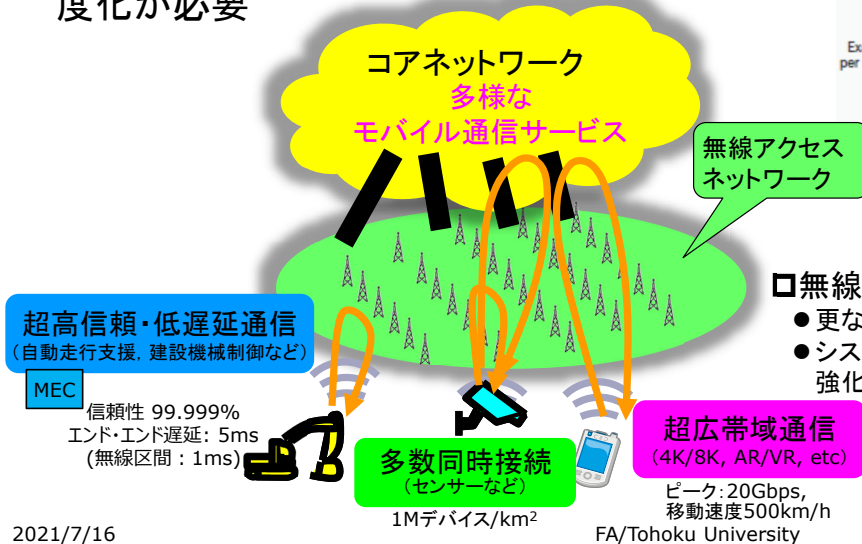 度化が必要
Ex
per
コアネットワーク
多様な
モバイル通信サービス
無線アクセス
ネットワーク
超高信頼・低遅延通信
(自動走行支援, 建設機械制御など)
MEC
信頼性 99.999%
エンド・エンド遅延: 5ms
(無線区間：1ms)
多数同時接続
(センサーなど)
1Mデバイス/km²
□無線
●更な
●シス
強化
超広帯域通信
(4K/8K, AR/VR, etc)
ピーク:20Gbps,
移動速度500km/h
2021/7/16
FA/Tohoku University